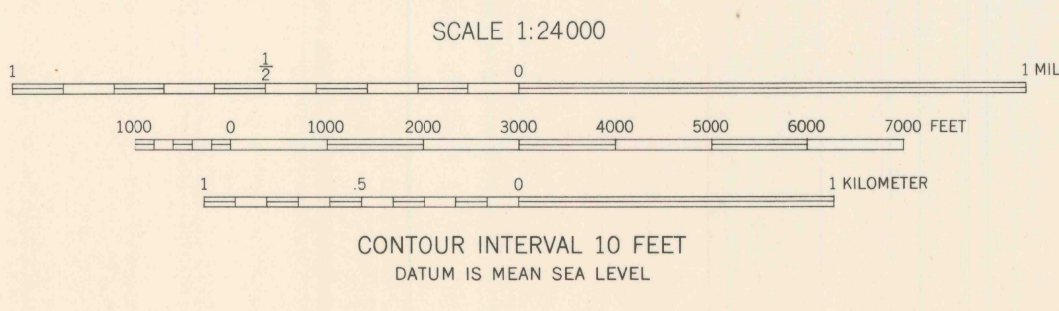 SCALE 1:24000
1 1/2 0 1 MIL
1000 0 1000 2000 3000 4000 5000 6000 7000 FEET
1 .5 0 1 KILOMETER
CONTOUR INTERVAL 10 FEET
DATUM IS MEAN SEA LEVEL